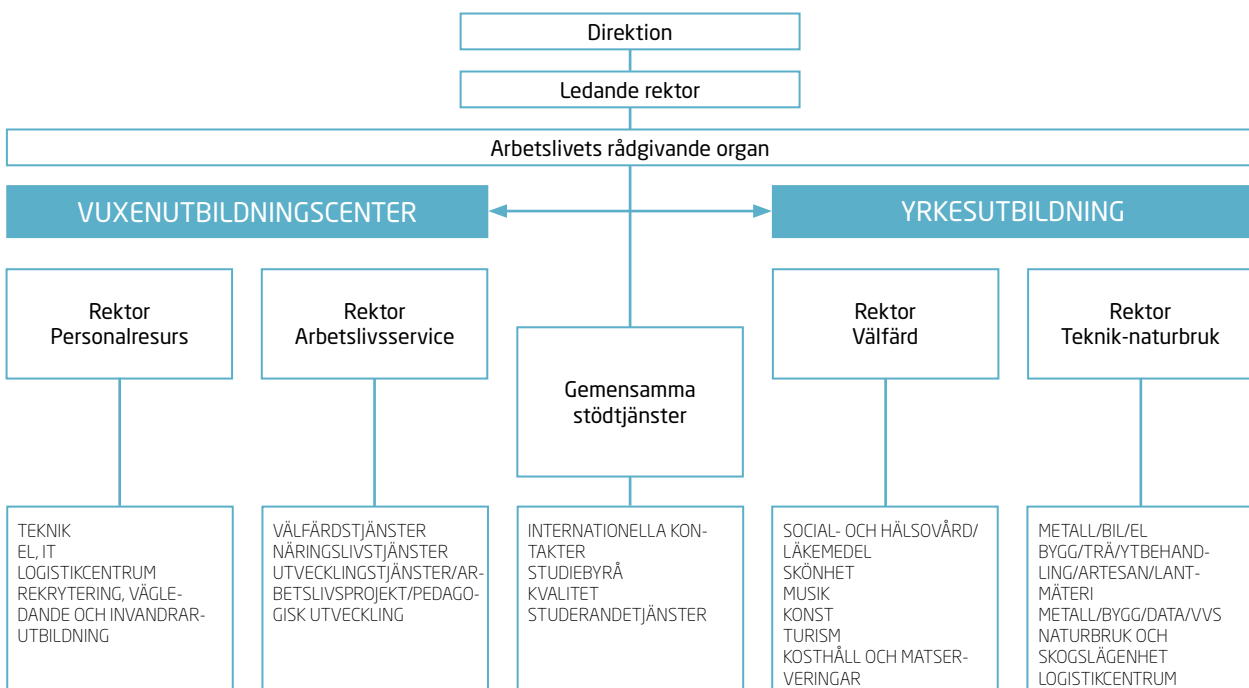 Direktion
Ledande rektor
Arbetslivets rådgivande organ
VUXENUTBILDNINGSCENTER
YRKESUTBILDNING
Rektor
Personalresurs
Rektor
Arbetslivsservice
Gemensamma
stödtjänster
Rektor
Välfärd
Rektor
Teknik-naturbruk
TEKNIK
EL, IT
LOGISTIKCENTRUM
REKRYTERING, VÄGLE-
DANDE OCH INVANDRAR-
UTBILDNING
VÄLFÄRDSTJÄNSTER
NÄRINGSLIVSTJÄNSTER
UTVECKLINGSTJÄNSTER/AR-
BETSLIVSPROJEKT/PEDAGO-
GISK UTVECKLING
INTERNATIONELLA KON-
TAKTER
STUDIEBYRÅ
KVALITET
STUDERANDETJÄNSTER
SOCIAL- OCH HÄLSOVÅRD/
LÄKEMEDEL
SKÖNHET
MUSIK
KONST
TURISM
KOSTHÅLL OCH MATSER-
VERINGAR
METALL/BIL/EL
BYGG/TRÄ/YTBEHAND-
LING/ARTESAN/LANT-
MÄTERI
METALL/BYGG/DATA/VVS
NATURBRUK OCH
SKOGSLÄGENHET
LOGISTIKCENTRUM